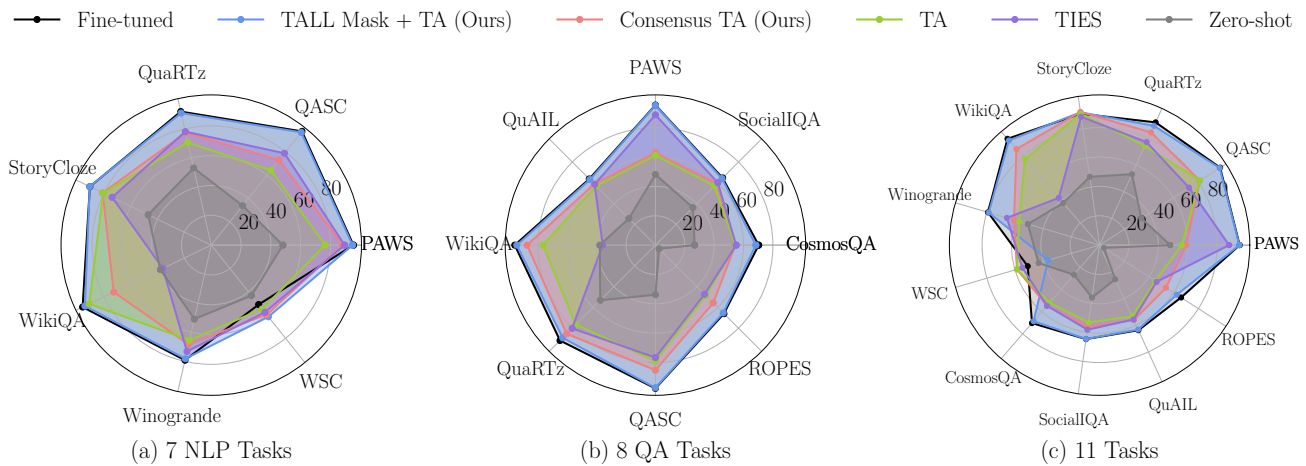 Fine-tuned
TALL Mask + TA (Ours)
Consensus TA (Ours)
TA
TIES
Zero-shot
QuaRTz
QASC
StoryCloze
80
60
40
20
PAWS
WikiQA
WSC
Winogrande
(a) 7 NLP Tasks
PAWS
QuAIL
SocialIQA
80
60
40
20
WikiQA
CosmosQA
QuaRTz
ROPES
QASC
(b) 8 QA Tasks
StoryCloze
QuaRTz
WikiQA
QASC
Winogrande
80
60
40
20
PAWS
WSC
ROPES
CosmosQA
QuAIL
SocialIQA
(c) 11 Tasks